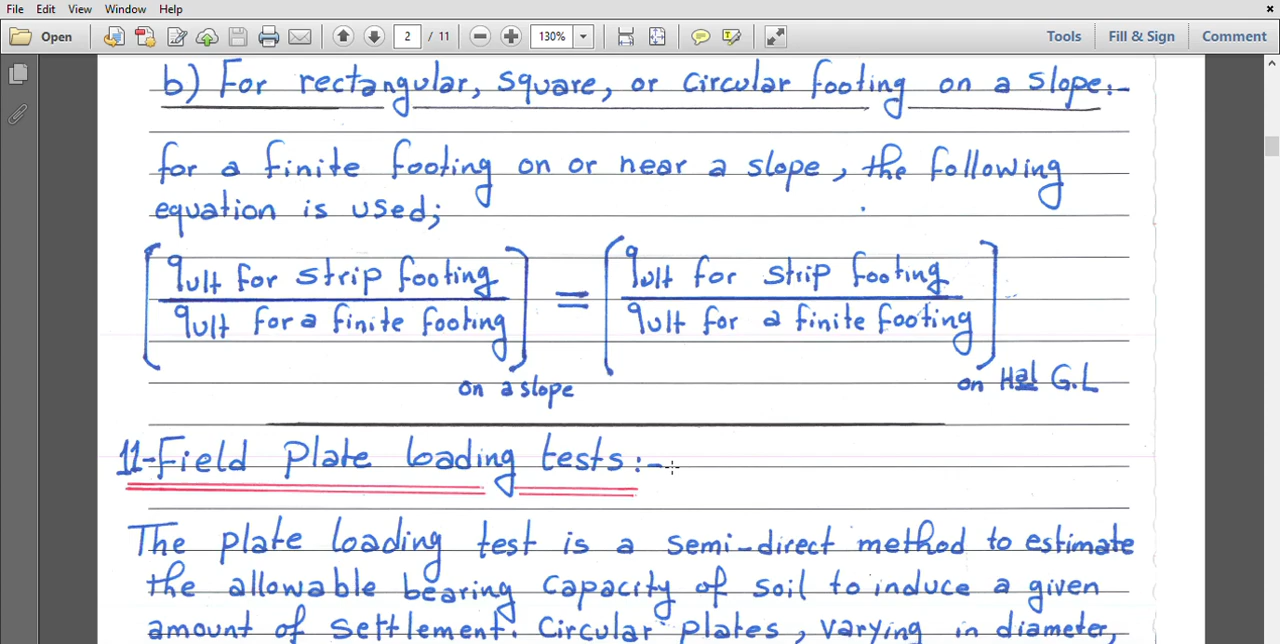 File Edit View Window Help
Open 2 / 11 130% Tools Fill & Sign Comment
b) For rectangular, square, or circular footing on a slope:-
for a finite footing on or near a slope, the following
equation is used;
[qult for strip footing / qult for a finite footing] on a slope = [qult for strip footing / qult for a finite footing] on Hal G.L
11-Field Plate loading tests:-
The plate loading test is a semi-direct method to estimate
the allowable bearing capacity of soil to induce a given
amount of settlement. Circular plates, varying in diameter,